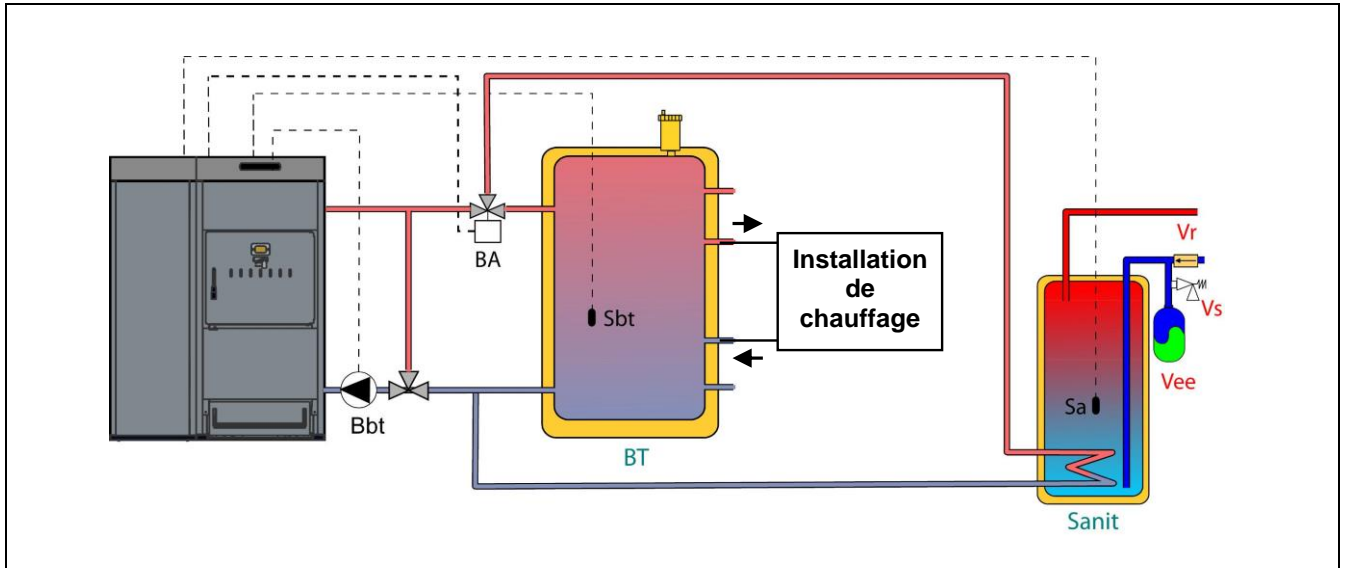 BA
Sbt
Installation
de
chauffage
Vr
Vs
Vee
Sa
Bbt
BT
Sanit